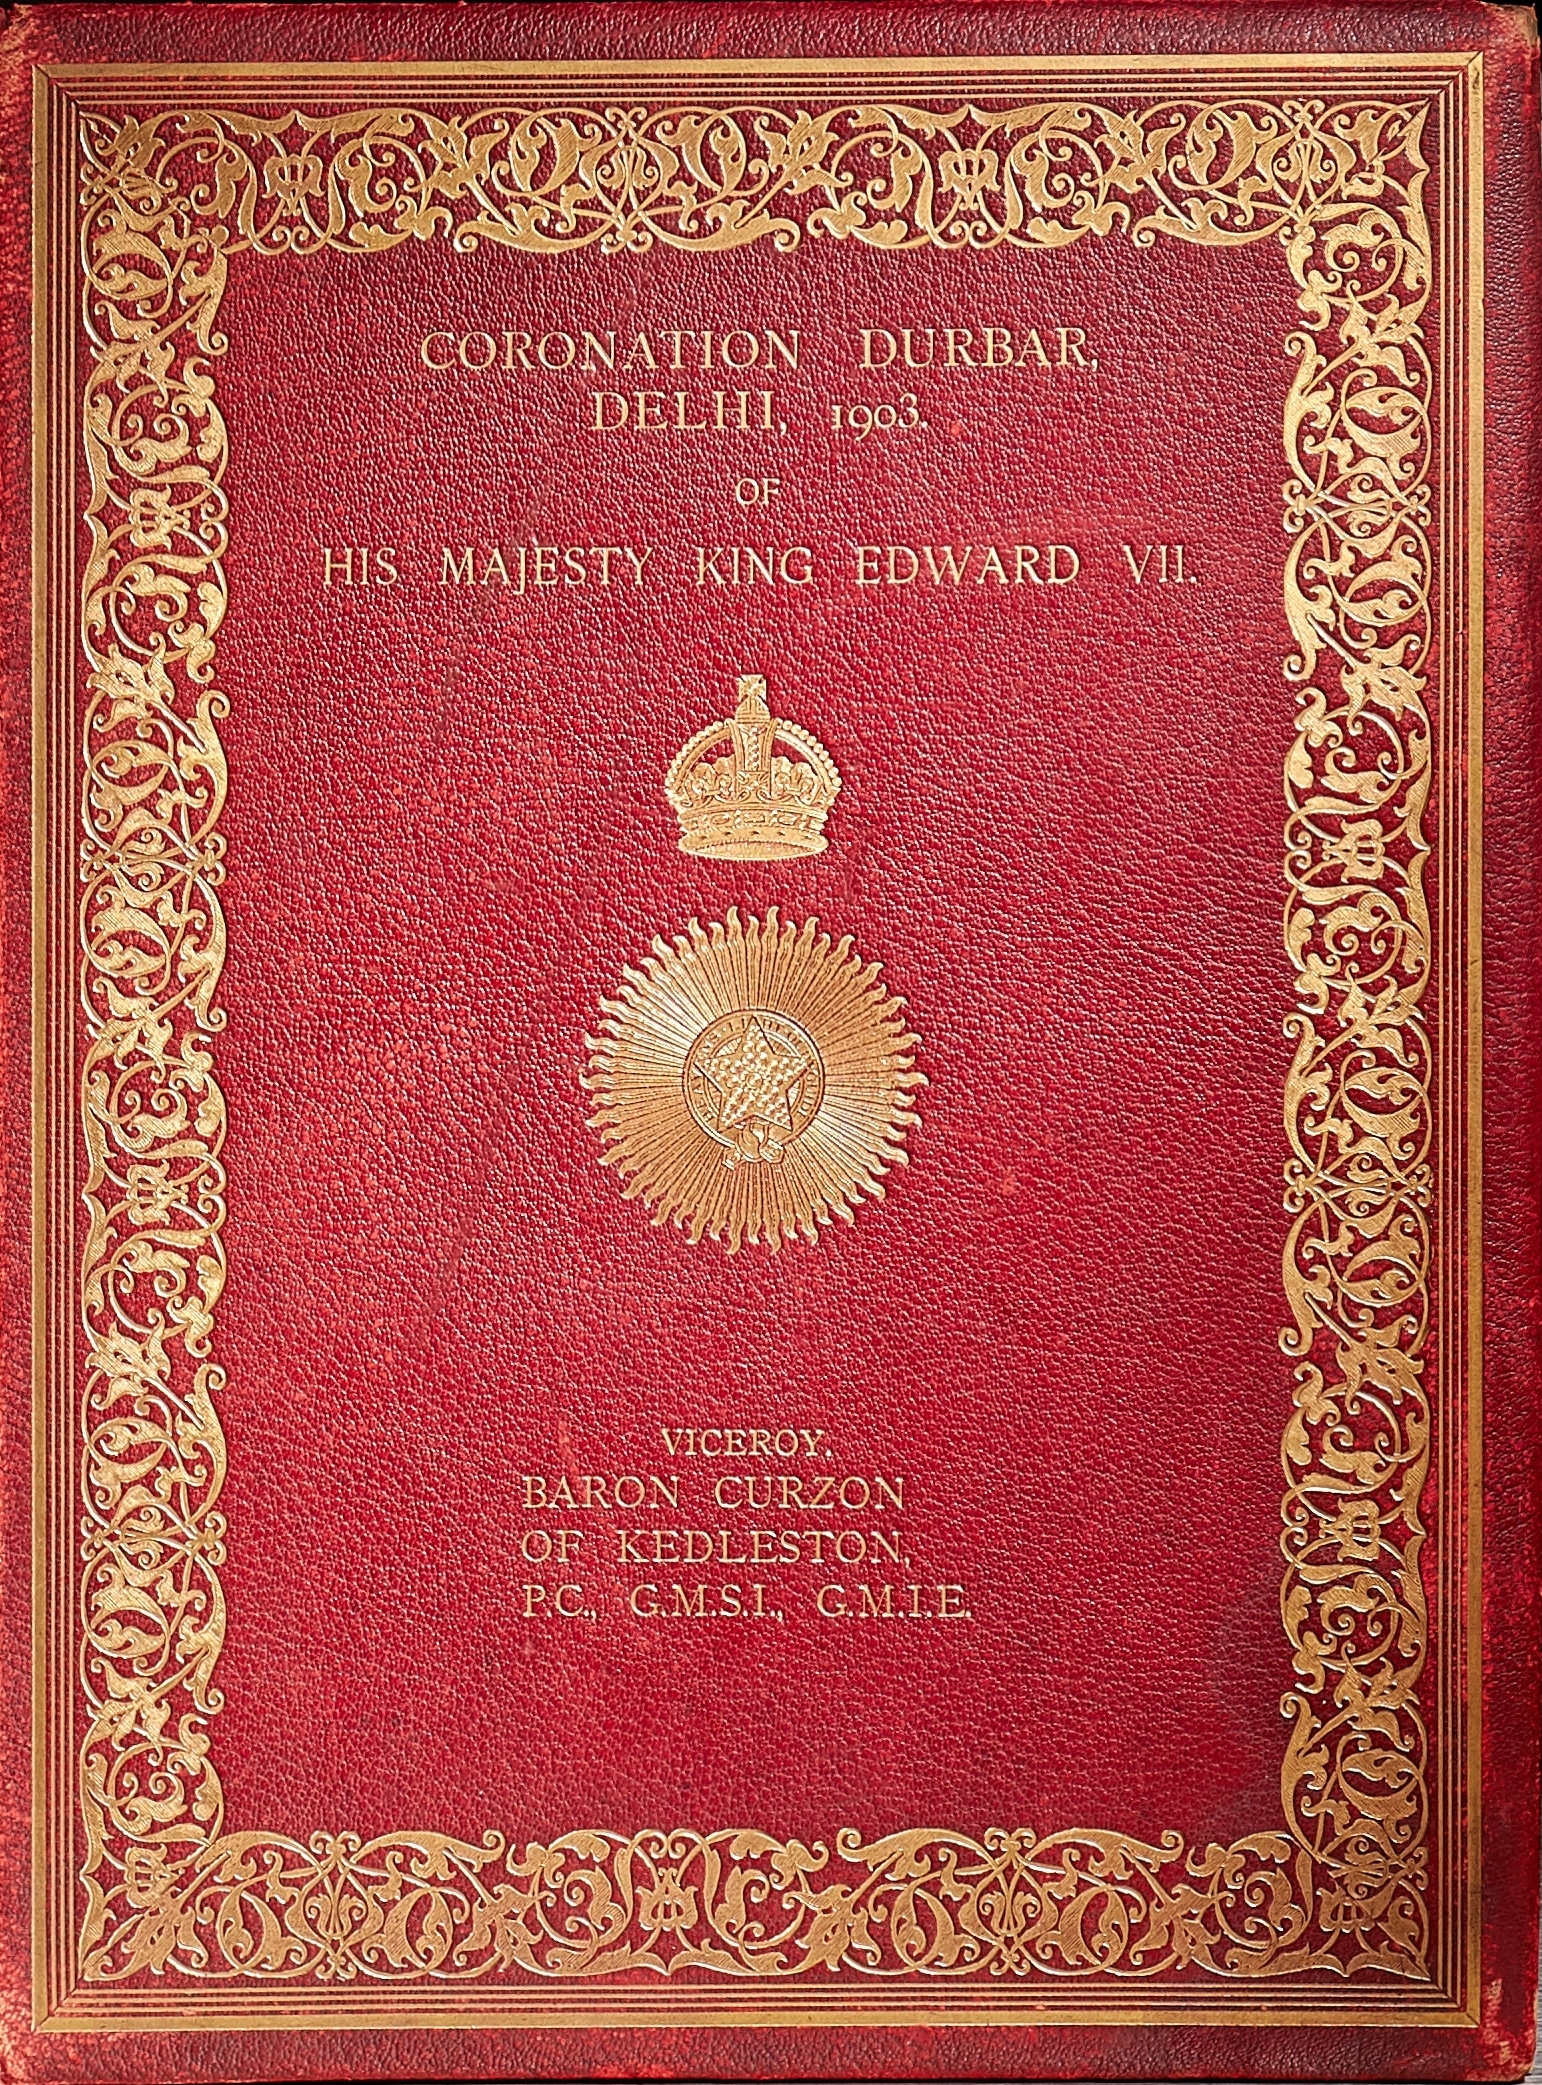 CORONATION DURBAR,
DELHI, 1903.
OF
HIS MAJESTY KING EDWARD VII.
VICEROY.
BARON CURZON
OF KEDLESTON,
P.C., G.M.S.I., G.M.I.E.